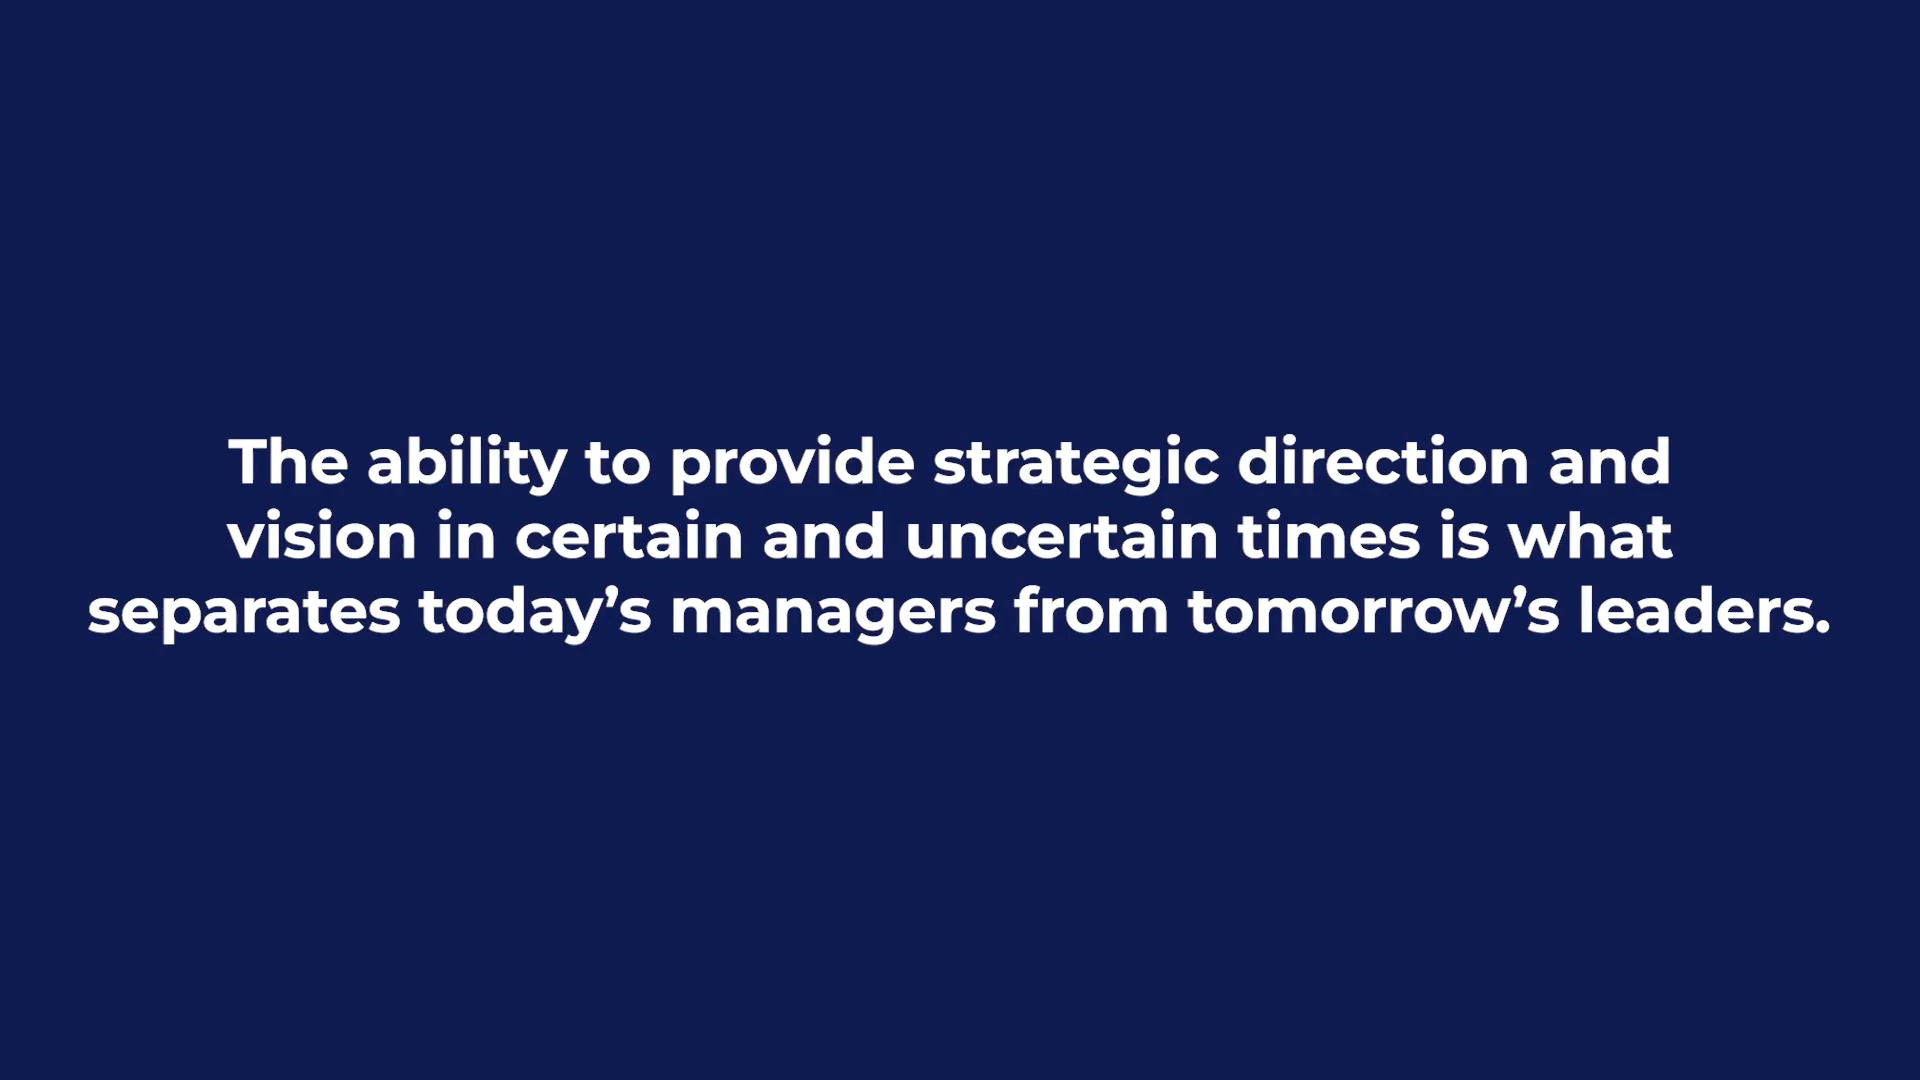 The ability to provide strategic direction and
vision in certain and uncertain times is what
separates today’s managers from tomorrow’s leaders.